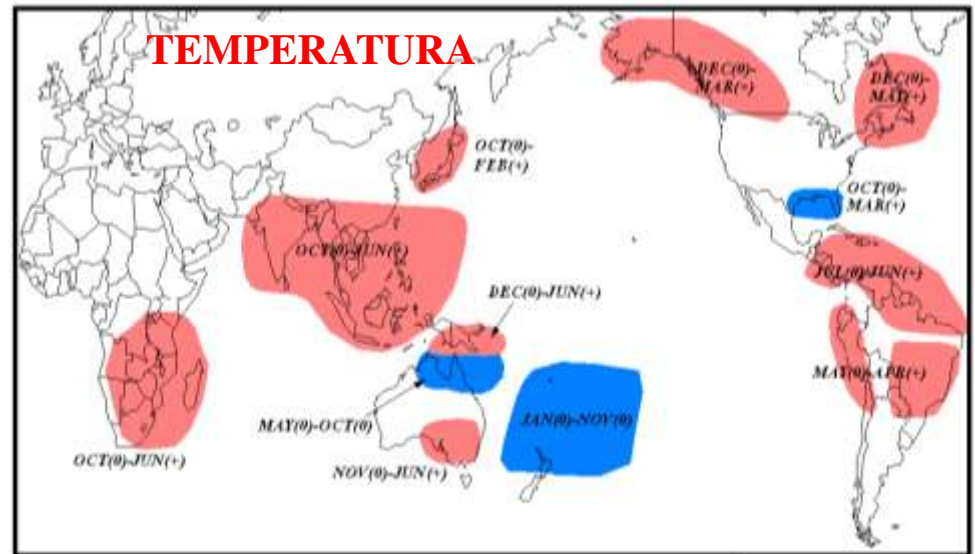 TEMPERATURA
DEC(0)-
MAR(+)
DEC(0)-
MAY(+)
OCT(0)-
FEB(+)
OCT(0)-
MAR(+)
OCT(0)-JUN(+)
JUL(0)JUN(+)
DEC(0)-JUN(+)
MAY(0)-APR(+)
MAY(0)-OCT(0)
JAN(0)-NOV(0)
OCT(0)-JUN(+)
NOV(0)-JUN(+)